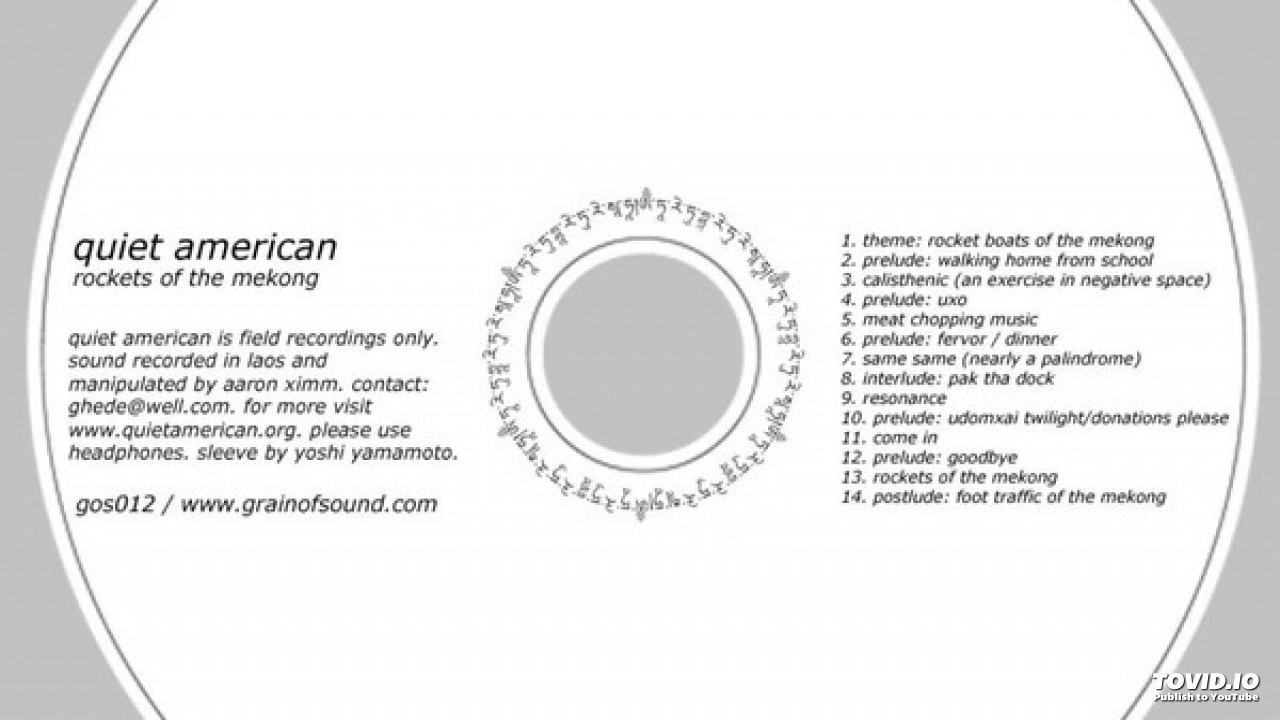 quiet american
rockets of the mekong
quiet american is field recordings only.
sound recorded in laos and
manipulated by aaron ximm. contact:
ghede@well.com. for more visit
www.quietamerican.org. please use
headphones. sleeve by yoshi yamamoto.
gos012 / www.grainofsound.com
1. theme: rocket boats of the mekong
2. prelude: walking home from school
3. calisthenic (an exercise in negative space)
4. prelude: uxo
5. meat chopping music
6. prelude: fervor / dinner
7. same same (nearly a palindrome)
8. interlude: pak tha dock
9. resonance
10. prelude: udomxai twilight/donations please
11. come in
12. prelude: goodbye
13. rockets of the mekong
14. postlude: foot traffic of the mekong
TOVID.IO
Publish to YouTube